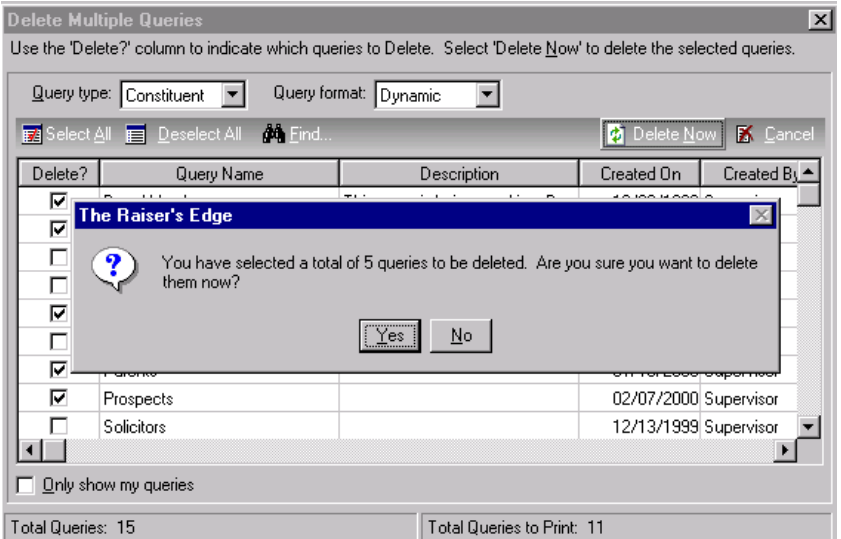 Delete Multiple Queries
Use the 'Delete?' column to indicate which queries to Delete. Select 'Delete Now' to delete the selected queries.
Query type: Constituent Query format: Dynamic
Select All Deselect All Find... Delete Now Cancel
Delete? Query Name Description Created On Created By
The Raiser's Edge
You have selected a total of 5 queries to be deleted. Are you sure you want to delete
them now?
Yes No
Prospects 02/07/2000 Supervisor
Solicitors 12/13/1999 Supervisor
Only show my queries
Total Queries: 15 Total Queries to Print: 11